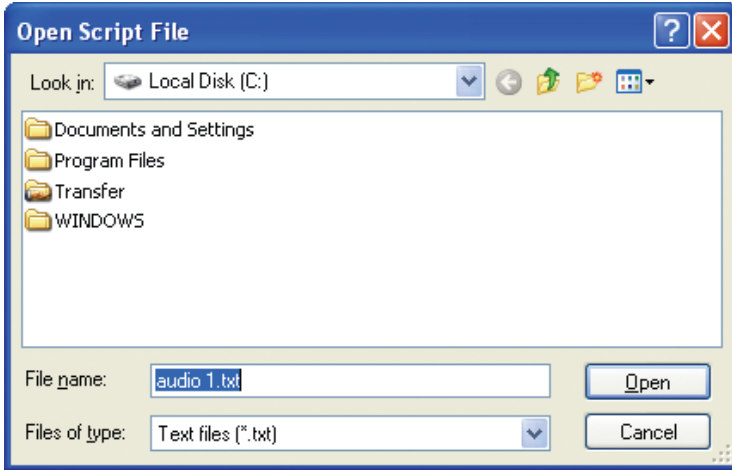 Open Script File
Look in: Local Disk (C:)
Documents and Settings
Program Files
Transfer
WINDOWS
File name: audio 1.txt Open
Files of type: Text files (*.txt) Cancel